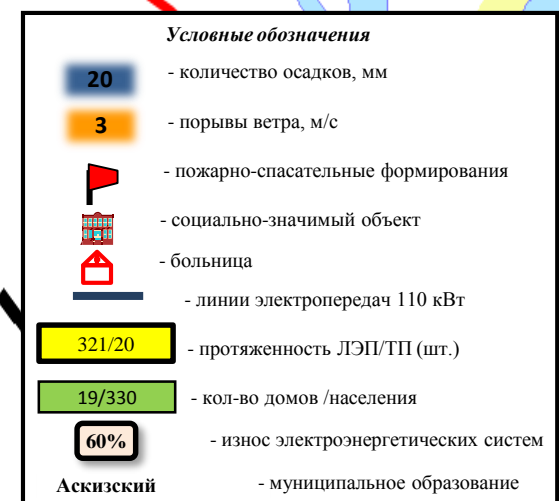 Условные обозначения
20 - количество осадков, мм
3 - порывы ветра, м/с
- пожарно-спасательные формирования
- социально-значимый объект
- больница
- линии электропередач 110 кВт
321/20 - протяженность ЛЭП/ТП (шт.)
19/330 - кол-во домов /населения
60% - износ электроэнергетических систем
Аскизский - муниципальное образование